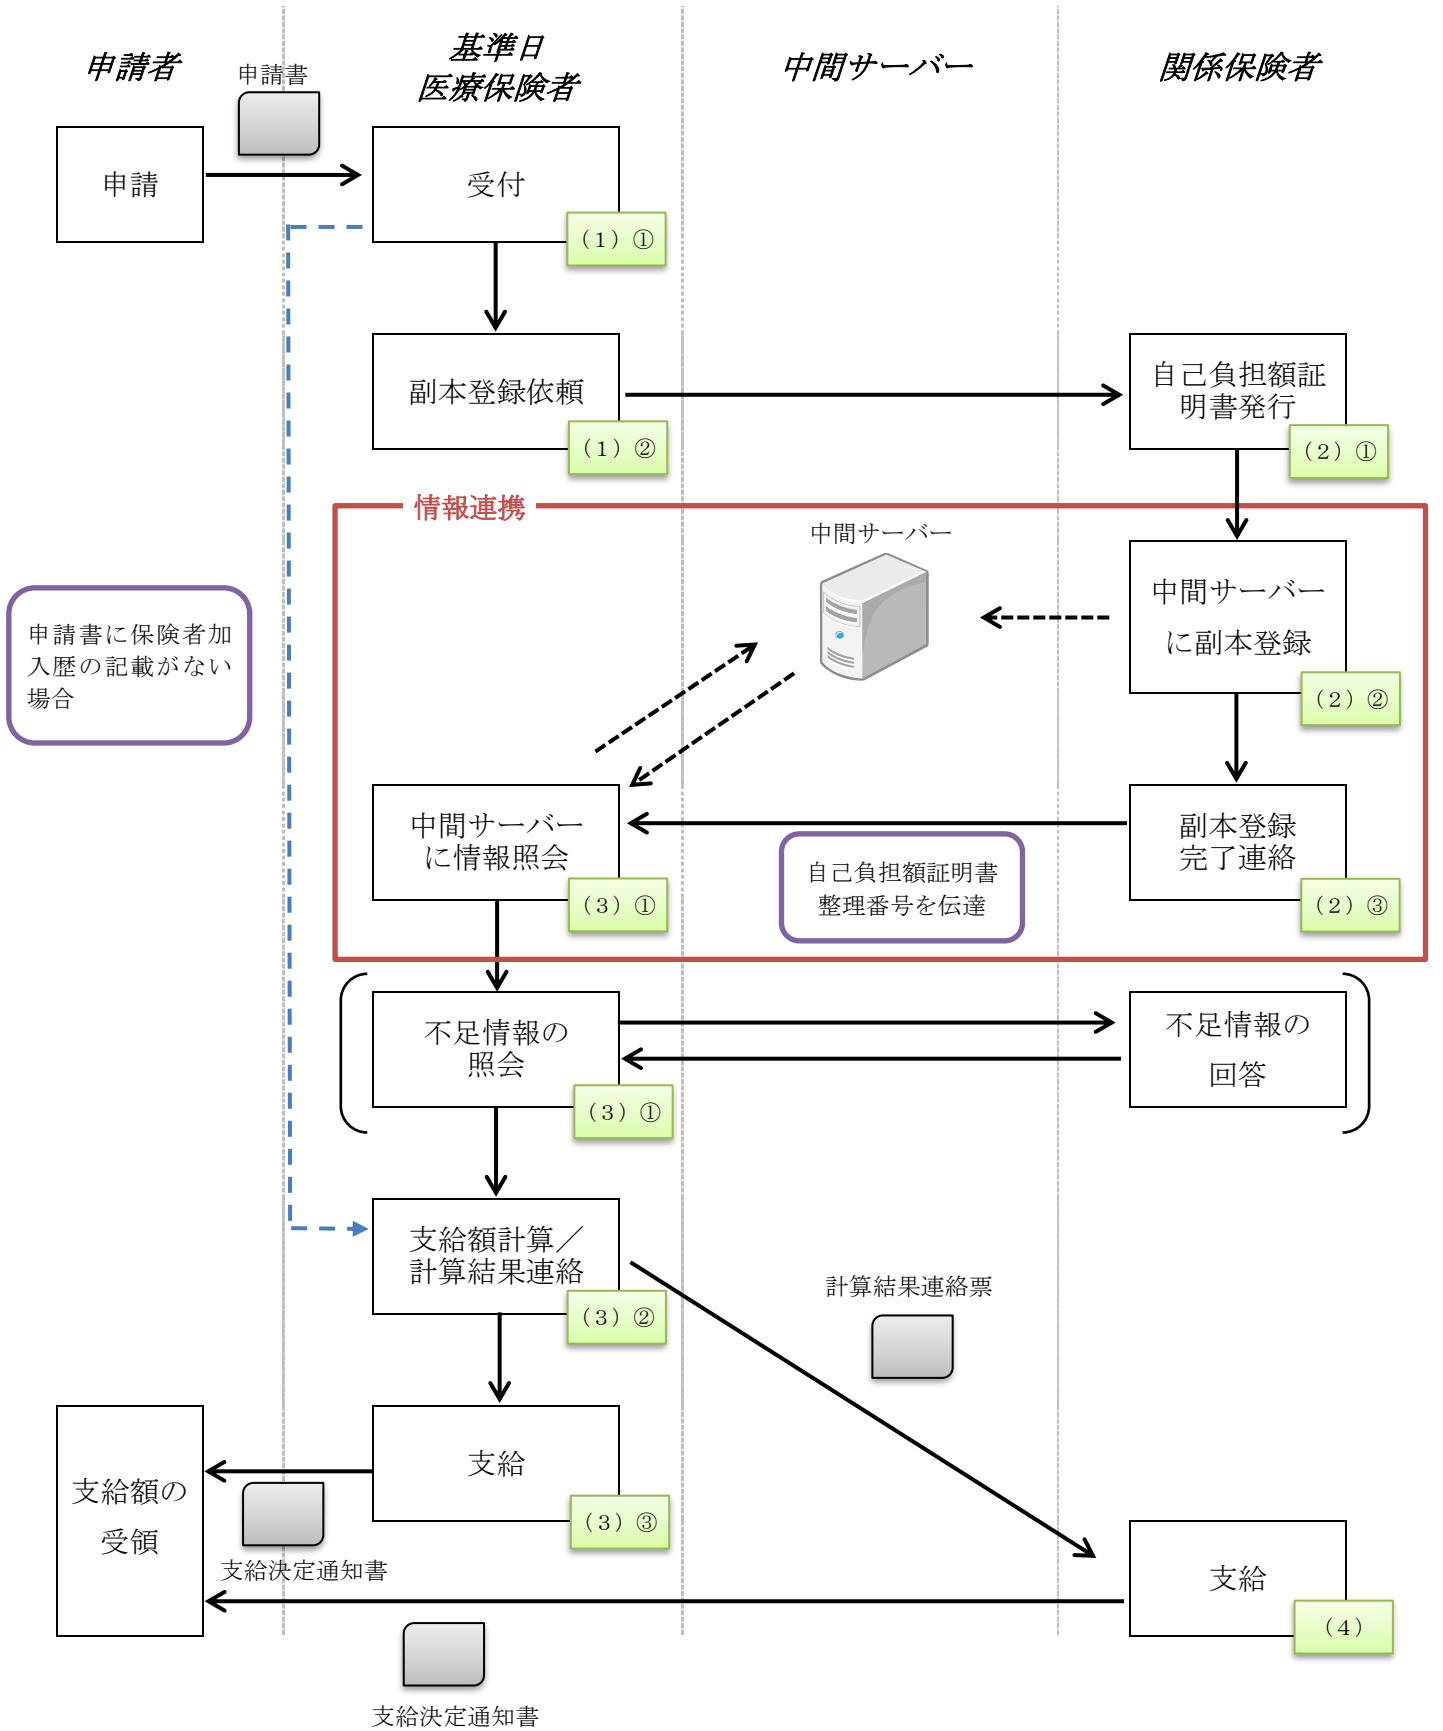 申請者
基準日
医療保険者
中間サーバー
関係保険者
申請書
申請
受付
(1)①
副本登録依頼
(1)②
自己負担額証
明書発行
(2)①
情報連携
中間サーバー
中間サーバー
に副本登録
(2)②
申請書に保険者加
入歴の記載がない
場合
中間サーバー
に情報照会
(3)①
自己負担額証明書
整理番号を伝達
副本登録
完了連絡
(2)③
不足情報の
照会
(3)①
不足情報の
回答
支給額計算／
計算結果連絡
(3)②
計算結果連絡票
支給額の
受領
支給
(3)③
支給決定通知書
支給
(4)
支給決定通知書